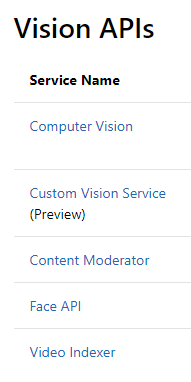 Vision APIs
Service Name
Computer Vision
Custom Vision Service
(Preview)
Content Moderator
Face API
Video Indexer